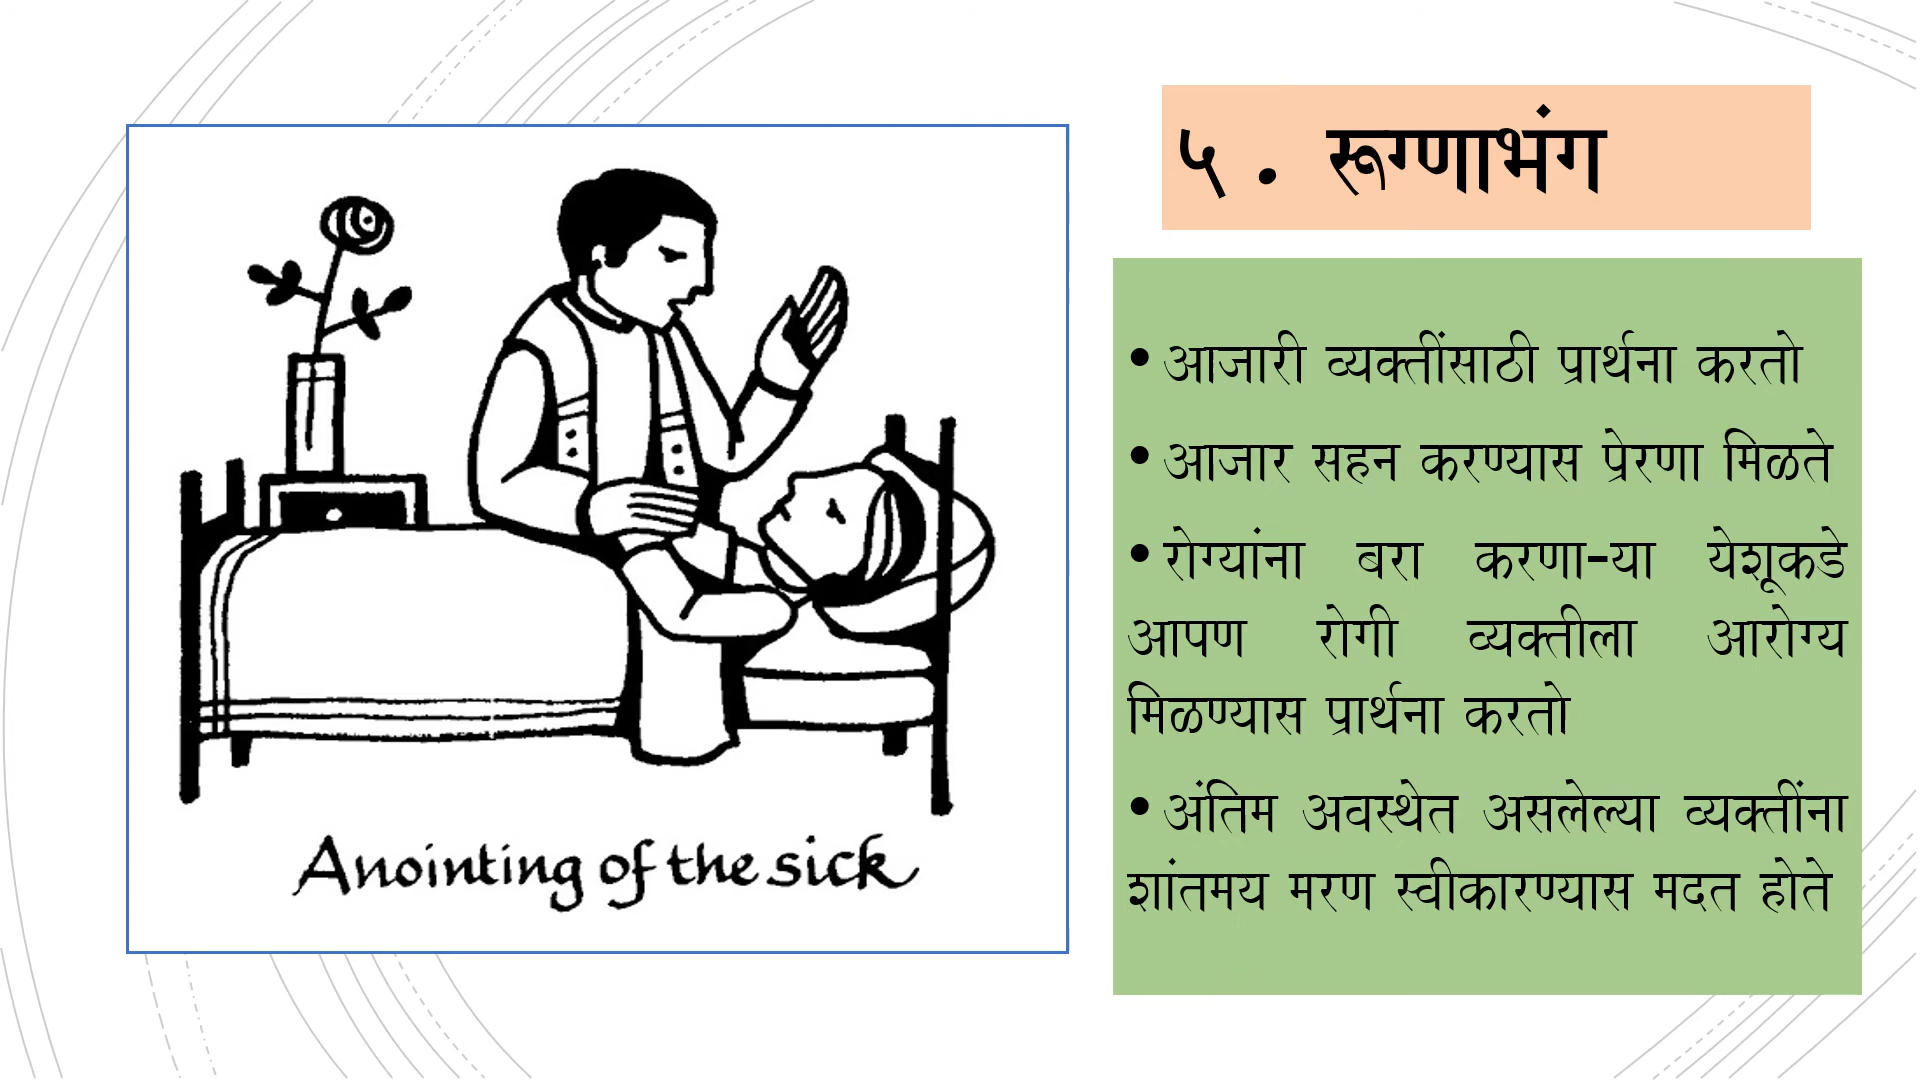 ५. रूग्णाभंग
• आजारी व्यक्तींसाठी प्रार्थना करतो
• आजार सहन करण्यास प्रेरणा मिळते
• रोग्यांना बरा करणा-या येशूकडे
आपण रोगी व्यक्तीला आरोग्य
मिळण्यास प्रार्थना करतो
• अंतिम अवस्थेत असलेल्या व्यक्तींना
शांतमय मरण स्वीकारण्यास मदत होते
Anointing of the sick